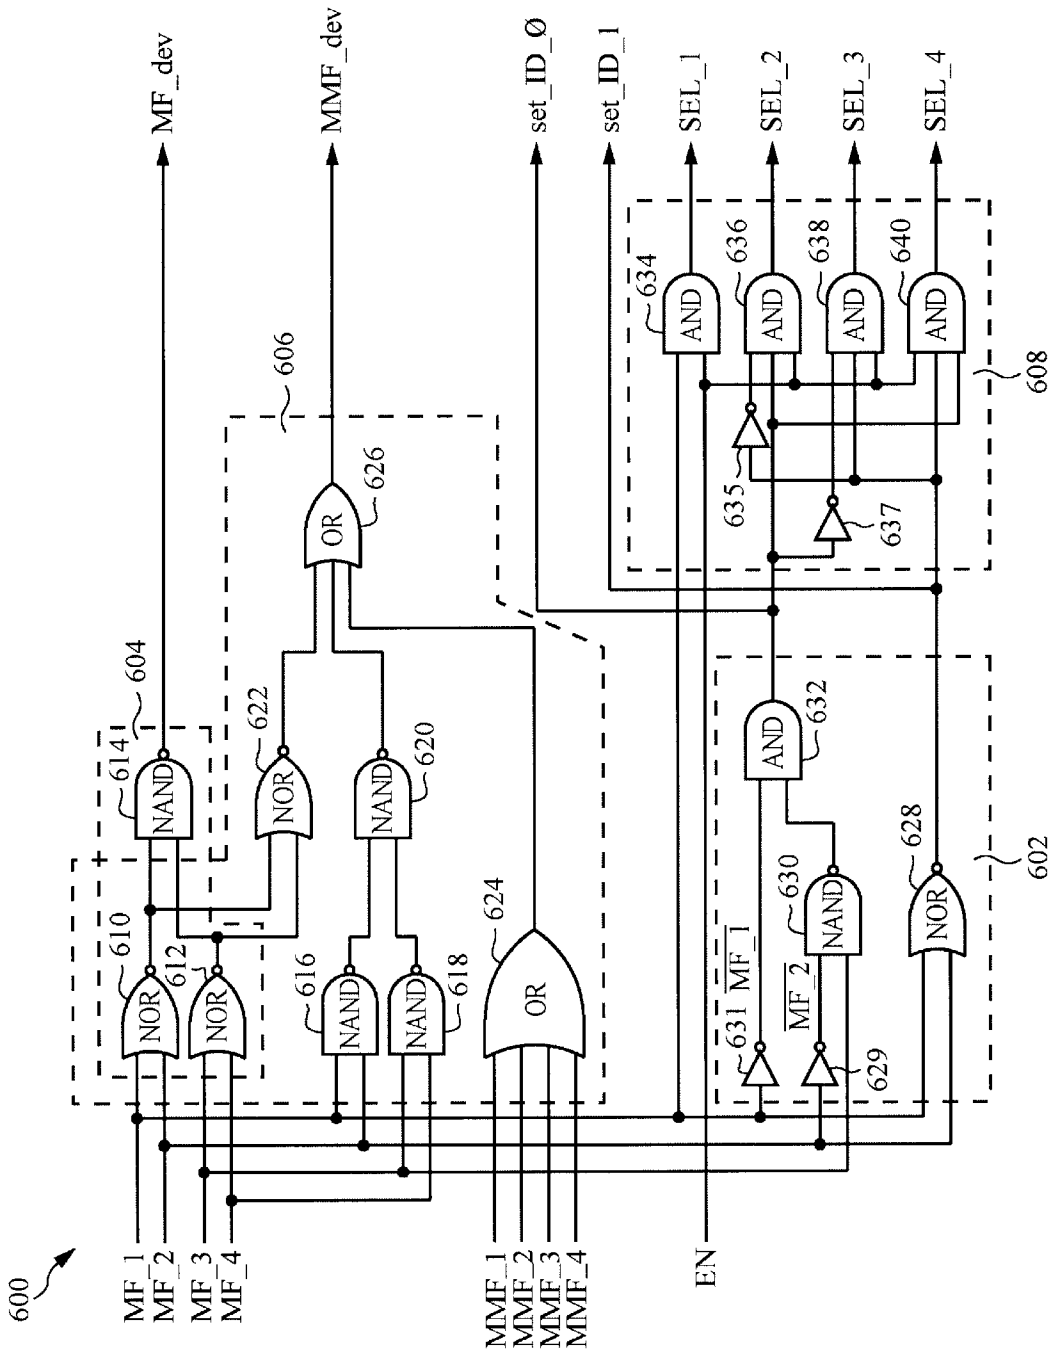 600
MF_1
MF_2
MF_3
MF_4
MMF_1
MMF_2
MMF_3
MMF_4
EN
610
NOR
612
NOR
614
NAND
604
MF_dev
616
NAND
618
NAND
622
NOR
620
NAND
624
OR
626
OR
606
MMF_dev
set_ID_Ø
set_ID_1
631
MF_1
629
MF_2
630
NAND
632
AND
628
NOR
602
635
637
634
AND
636
AND
638
AND
640
AND
608
SEL_1
SEL_2
SEL_3
SEL_4